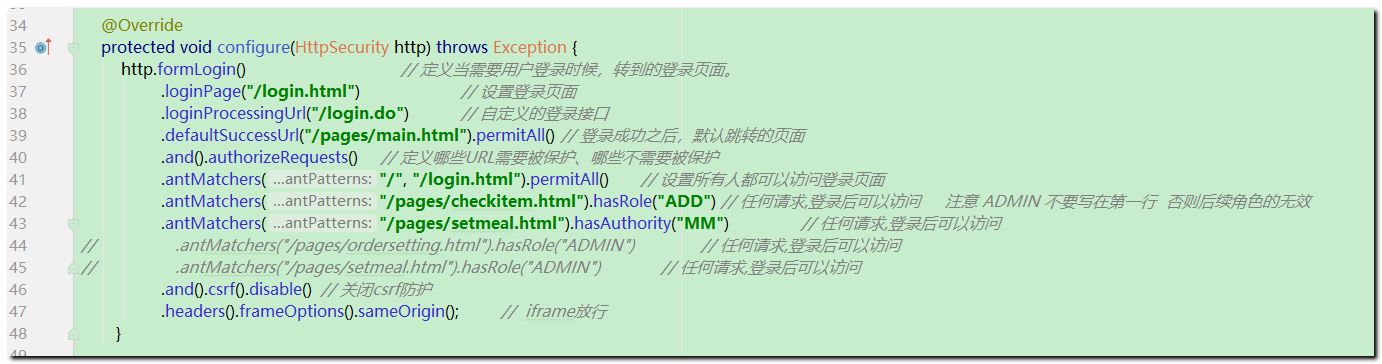 34 @Override
35 protected void configure(HttpSecurity http) throws Exception {
36 http.formLogin() // 定义当需要用户登录时候，转到的登录页面。
37 .loginPage("/login.html") // 设置登录页面
38 .loginProcessingUrl("/login.do") // 自定义的登录接口
39 .defaultSuccessUrl("/pages/main.html").permitAll() // 登录成功之后，默认跳转的页面
40 .and().authorizeRequests() // 定义哪些URL需要被保护、哪些不需要被保护
41 .antMatchers( ...antPatterns: "/", "/login.html").permitAll() // 设置所有人都可以访问登录页面
42 .antMatchers( ...antPatterns: "/pages/checkitem.html").hasRole("ADD") // 任何请求,登录后可以访问 注意 ADMIN 不要写在第一行 否则后续角色的无效
43 .antMatchers( ...antPatterns: "/pages/setmeal.html").hasAuthority("MM") // 任何请求,登录后可以访问
44 // .antMatchers("/pages/ordersetting.html").hasRole("ADMIN") // 任何请求,登录后可以访问
45 // .antMatchers("/pages/setmeal.html").hasRole("ADMIN") // 任何请求,登录后可以访问
46 .and().csrf().disable() // 关闭csrf防护
47 .headers().frameOptions().sameOrigin(); // iframe放行
48 }